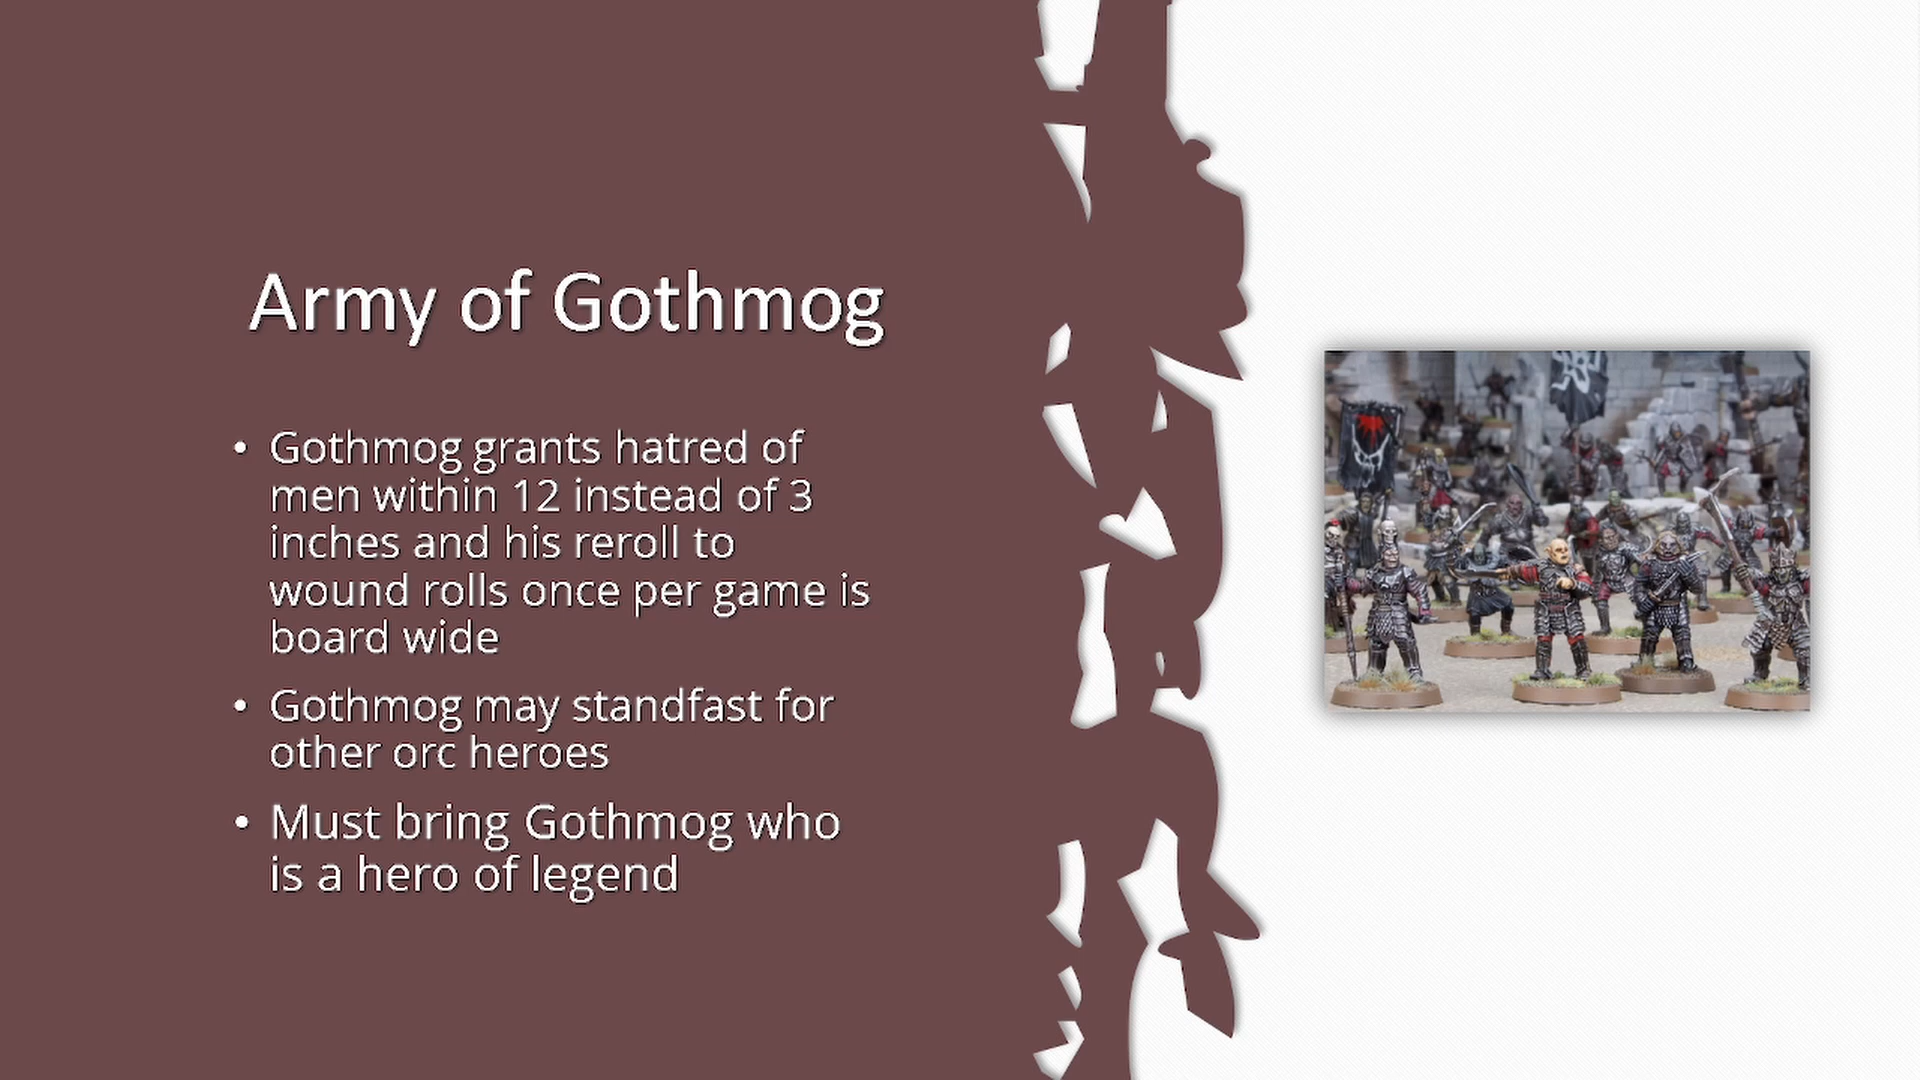 Army of Gothmog
• Gothmog grants hatred of
men within 12 instead of 3
inches and his reroll to
wound rolls once per game is
board wide
• Gothmog may standfast for
other orc heroes
• Must bring Gothmog who
is a hero of legend